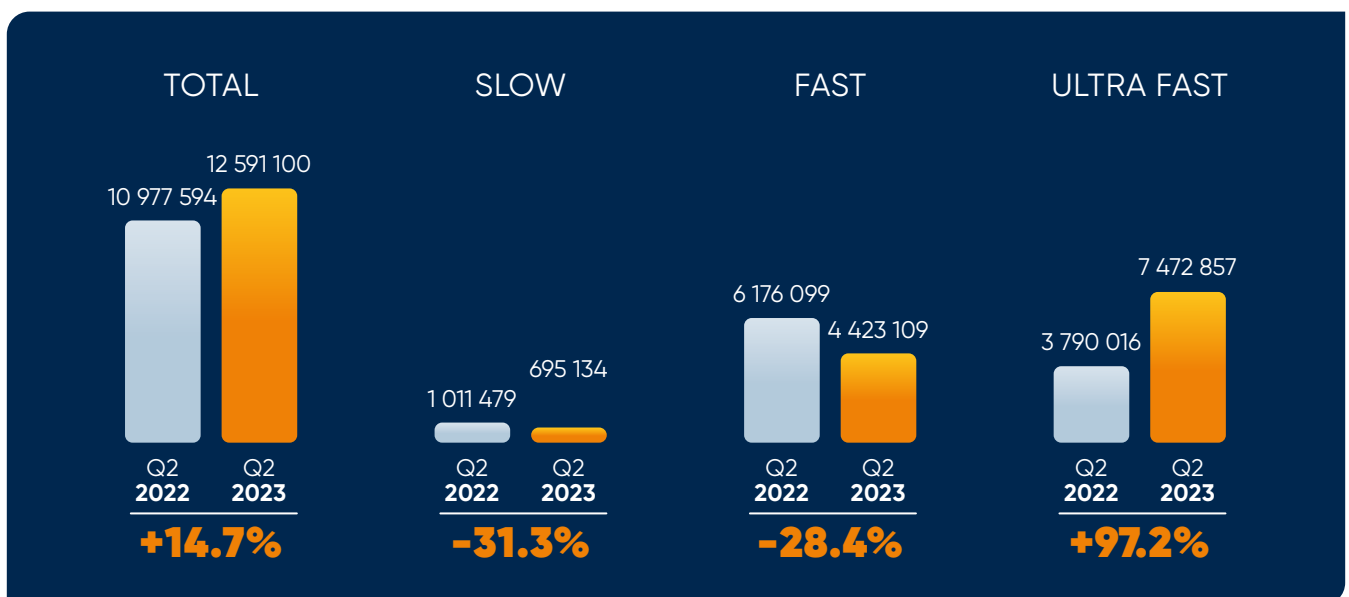 TOTAL
10 977 594
12 591 100
Q2 Q2
2022 2023
+14.7%
SLOW
1 011 479
695 134
Q2 Q2
2022 2023
-31.3%
FAST
6 176 099
4 423 109
Q2 Q2
2022 2023
-28.4%
ULTRA FAST
3 790 016
7 472 857
Q2 Q2
2022 2023
+97.2%